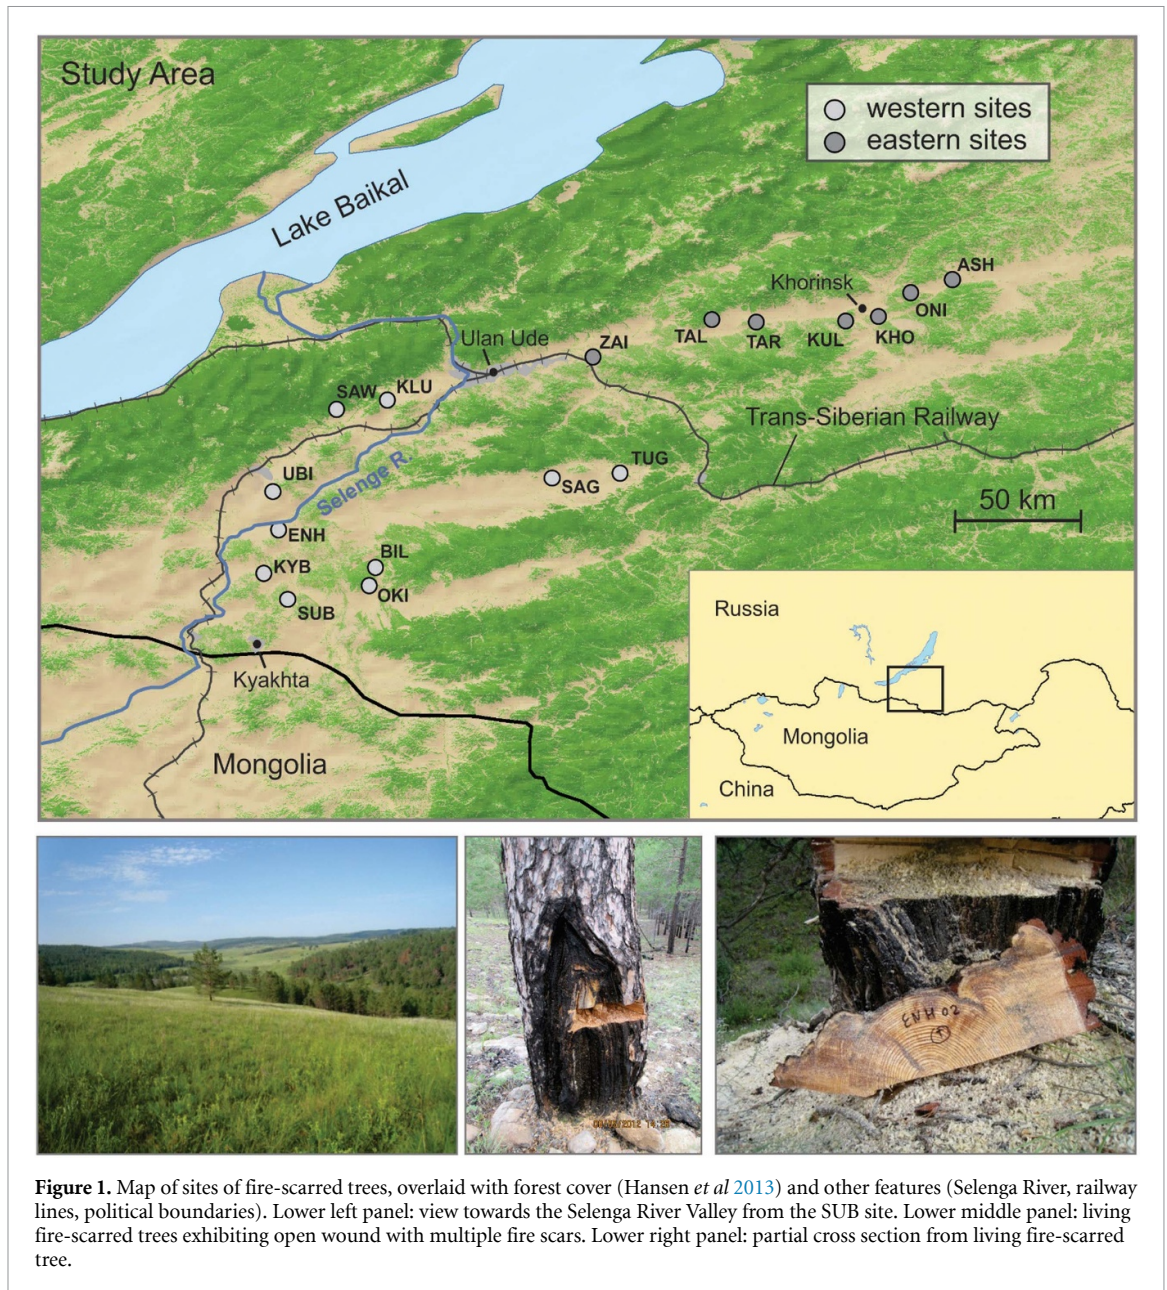 Study Area
western sites
eastern sites
Lake Baikal
ASH
Khorinsk
ONI
TAL
TAR
KUL
KHO
Ulan Ude
ZAI
SAW
KLU
Trans-Siberian Railway
UBI
Selenge R.
TUG
SAG
50 km
ENH
BIL
KYB
OKI
SUB
Kyakhta
Mongolia
Russia
Mongolia
China
ENH 02
Figure 1. Map of sites of fire-scarred trees, overlaid with forest cover (Hansen et al 2013) and other features (Selenga River, railway
lines, political boundaries). Lower left panel: view towards the Selenga River Valley from the SUB site. Lower middle panel: living
fire-scarred trees exhibiting open wound with multiple fire scars. Lower right panel: partial cross section from living fire-scarred
tree.